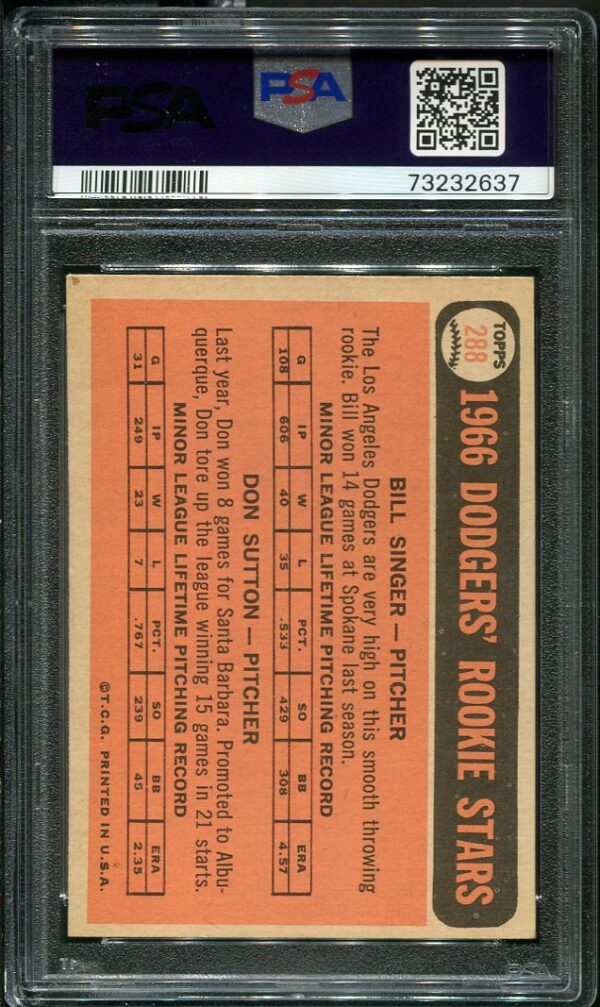 PSA
PSA
73232637
TOPPS
288
1966 DODGERS' ROOKIE STARS
BILL SINGER — PITCHER
The Los Angeles Dodgers are very high on this smooth throwing
rookie. Bill won 14 games at Spokane last season.
MINOR LEAGUE LIFETIME PITCHING RECORD
G IP W L PCT. SO BB ERA
108 606 40 35 .533 429 308 4.57
DON SUTTON — PITCHER
Last year, Don won 8 games for Santa Barbara. Promoted to Albu-
querque, Don tore up the league winning 15 games in 21 starts.
MINOR LEAGUE LIFETIME PITCHING RECORD
G IP W L PCT. SO BB ERA
31 249 23 7 .767 239 45 2.35
©T.C.G. PRINTED IN U.S.A.